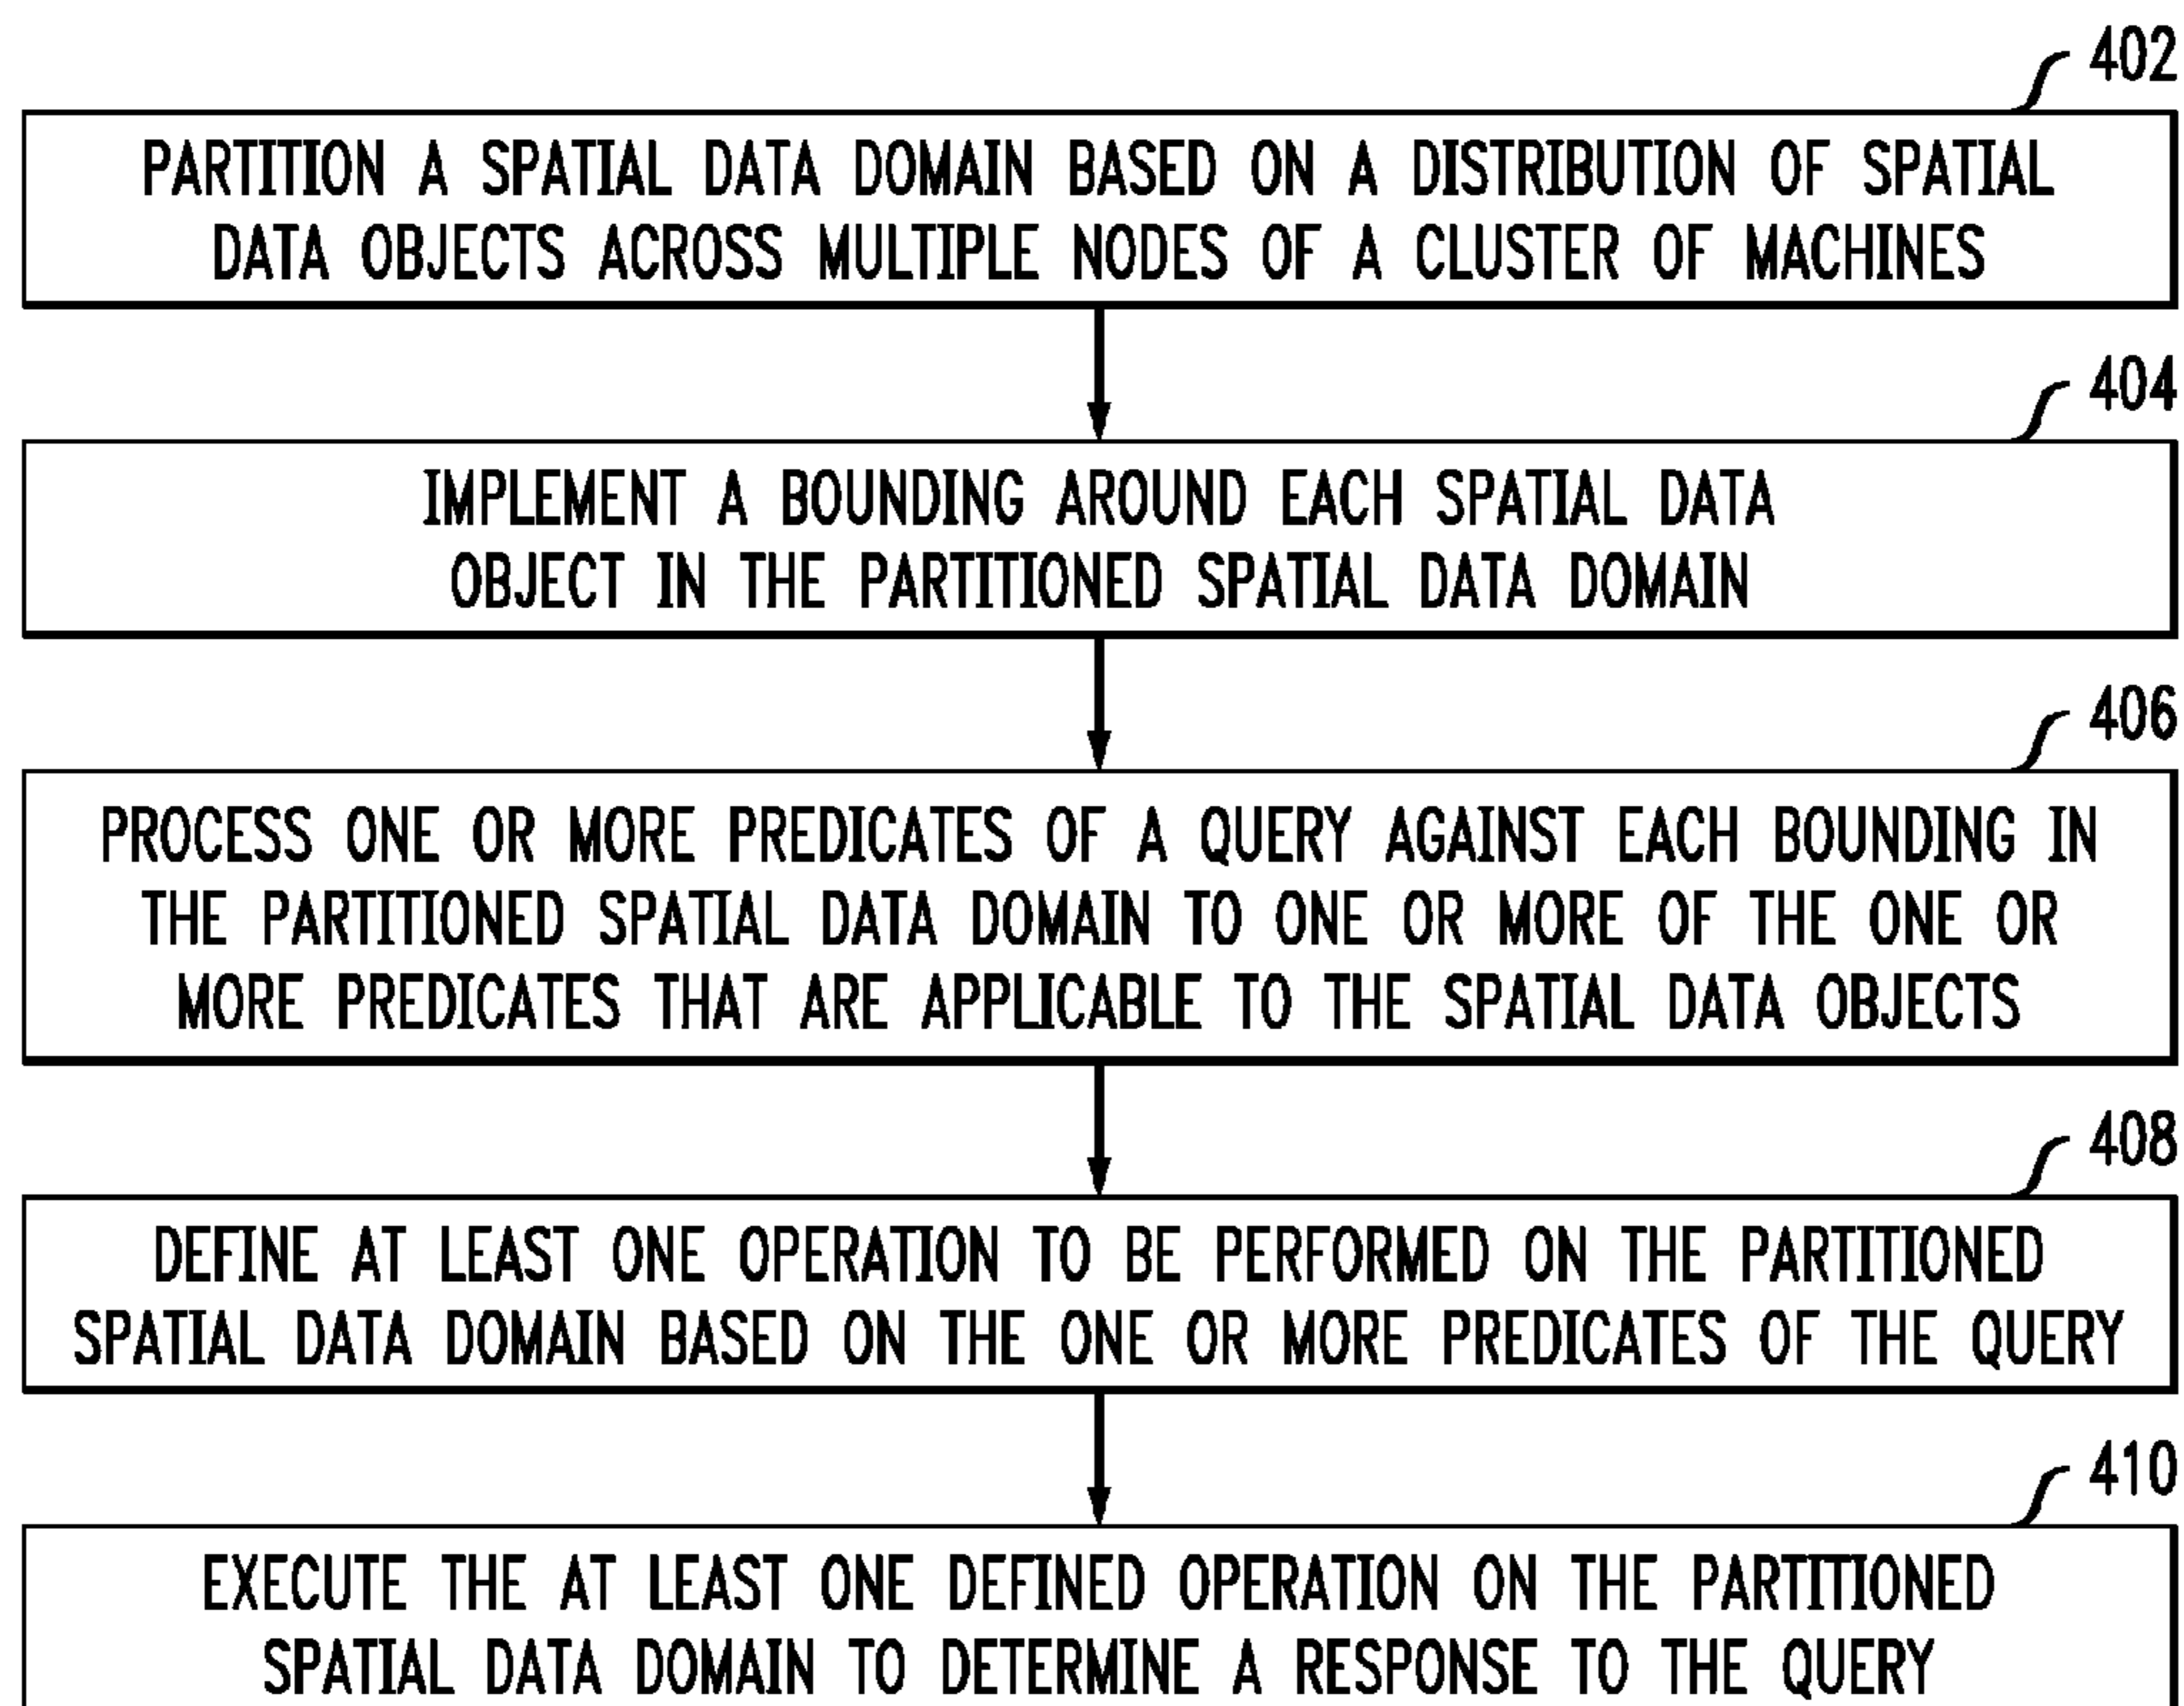 402
PARTITION A SPATIAL DATA DOMAIN BASED ON A DISTRIBUTION OF SPATIAL
DATA OBJECTS ACROSS MULTIPLE NODES OF A CLUSTER OF MACHINES
404
IMPLEMENT A BOUNDING AROUND EACH SPATIAL DATA
OBJECT IN THE PARTITIONED SPATIAL DATA DOMAIN
406
PROCESS ONE OR MORE PREDICATES OF A QUERY AGAINST EACH BOUNDING IN
THE PARTITIONED SPATIAL DATA DOMAIN TO ONE OR MORE OF THE ONE OR
MORE PREDICATES THAT ARE APPLICABLE TO THE SPATIAL DATA OBJECTS
408
DEFINE AT LEAST ONE OPERATION TO BE PERFORMED ON THE PARTITIONED
SPATIAL DATA DOMAIN BASED ON THE ONE OR MORE PREDICATES OF THE QUERY
410
EXECUTE THE AT LEAST ONE DEFINED OPERATION ON THE PARTITIONED
SPATIAL DATA DOMAIN TO DETERMINE A RESPONSE TO THE QUERY